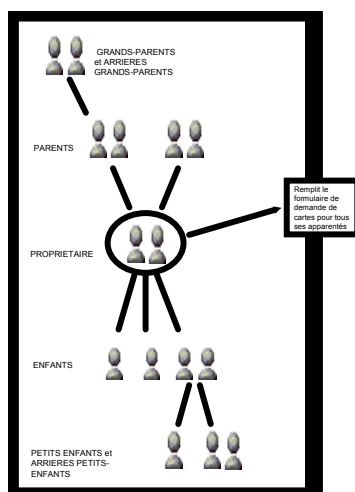 GRANDS-PARENTS
et ARRIERES
GRANDS-PARENTS
PARENTS
Remplit le
formulaire de
demande de
cartes pour tous
ses apparentés
PROPRIETAIRE
ENFANTS
PETITS ENFANTS et
ARRIERES PETITS-
ENFANTS